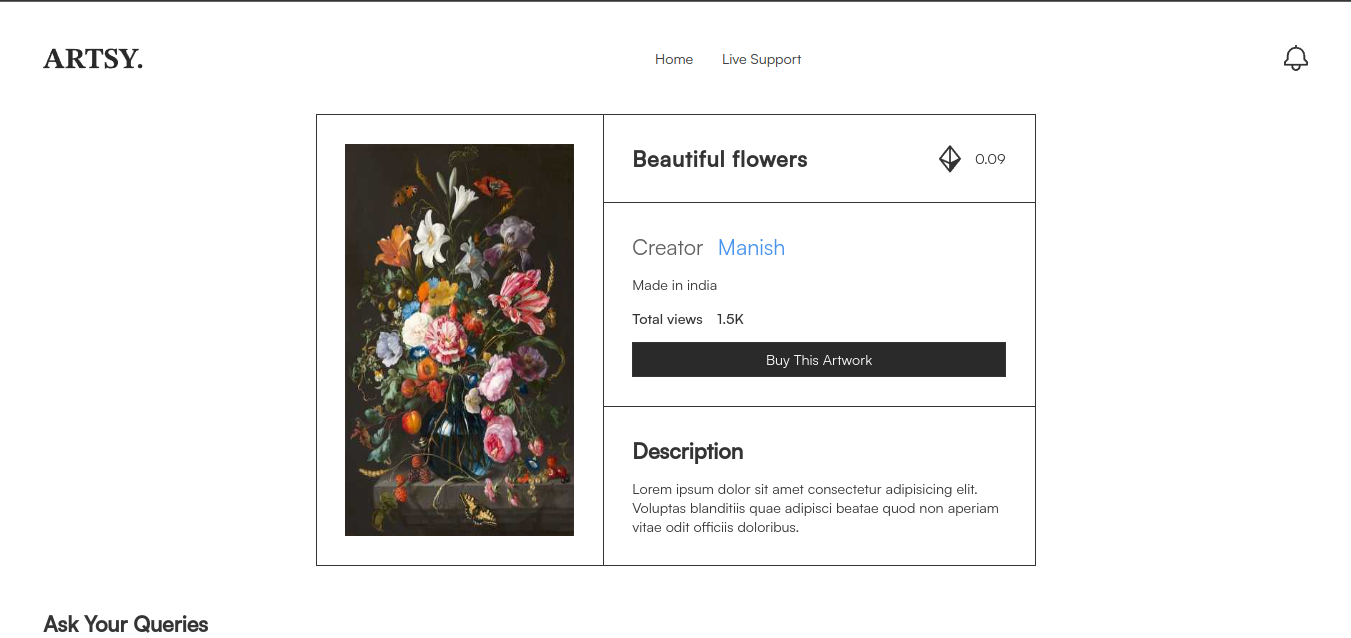 ARTSY.
Home Live Support
Beautiful flowers 0.09
Creator Manish
Made in india
Total views 1.5K
Buy This Artwork
Description
Lorem ipsum dolor sit amet consectetur adipisicing elit.
Voluptas blanditiis quae adipisci beatae quod non aperiam
vitae odit officiis doloribus.
Ask Your Queries